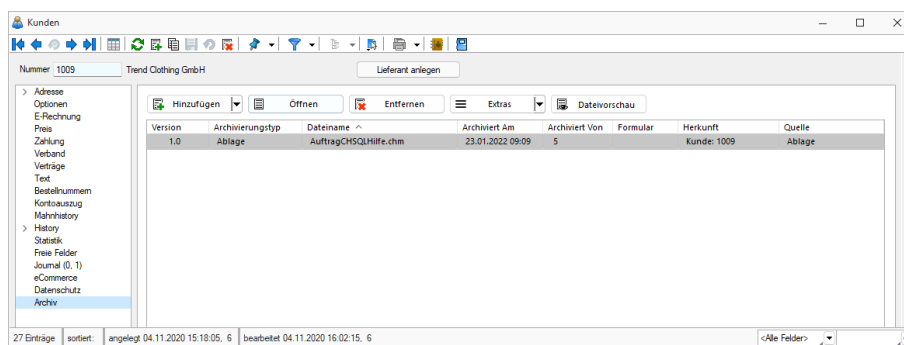 Kunden
Nummer 1009 Trend Clothing GmbH Lieferant anlegen
Adresse
Optionen
E-Rechnung
Preis
Zahlung
Verband
Verträge
Text
Bestellnummern
Kontoauszug
Mahnhistory
History
Statistik
Freie Felder
Journal (0, 1)
eCommerce
Datenschutz
Archiv
Hinzufügen Öffnen Entfernen Extras Dateivorschau
Version Archivierungstyp Dateiname Archiviert Am Archiviert Von Formular Herkunft Quelle
1.0 Ablage AuftragCHSQLHilfe.chm 23.01.2022 09:09 5 Kunde: 1009 Ablage
27 Einträge sortiert: angelegt 04.11.2020 15:18:05, 6 bearbeitet 04.11.2020 16:02:15, 6 <Alle Felder>